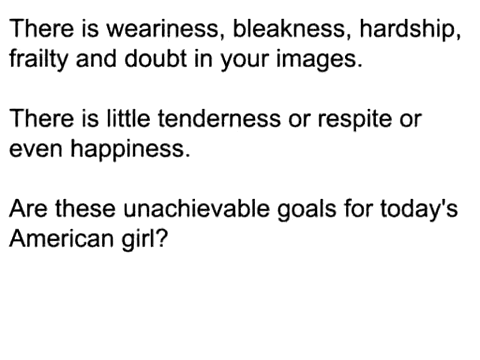 There is weariness, bleakness, hardship,
frailty and doubt in your images.
There is little tenderness or respite or
even happiness.
Are these unachievable goals for today's
American girl?